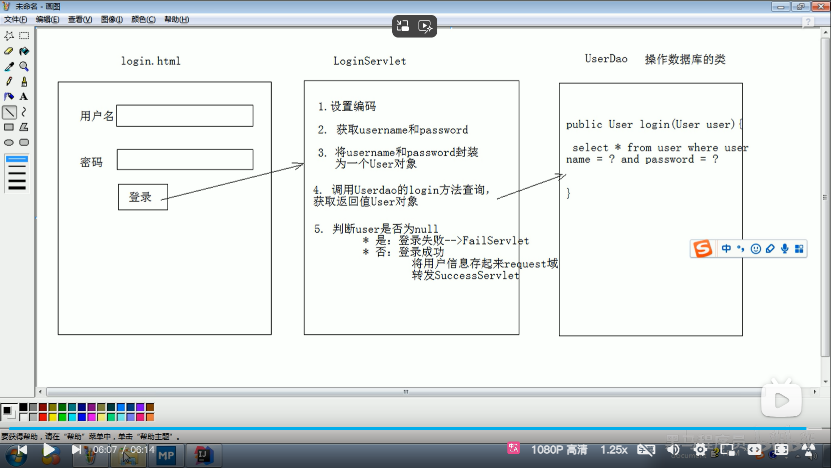 未命名 - 画图
文件(F) 编辑(E) 查看(V) 图像(I) 颜色(C) 帮助(H)
login.html
用户名
密码
登录
LoginServlet
1.设置编码
2. 获取username和password
3. 将username和password封装
为一个User对象
4. 调用Userdao的login方法查询，
获取返回值User对象
5. 判断user是否为null
* 是：登录失败-->FailServlet
* 否：登录成功
将用户信息存起来request域
转发SuccessServlet
UserDao 操作数据库的类
public User login(User user){
select * from user where user
name = ? and password = ?
}
中
要获得帮助，请在“帮助”菜单中，单击“帮助主题”。
06:07 / 06:14
1080P 高清
1.25x
MP